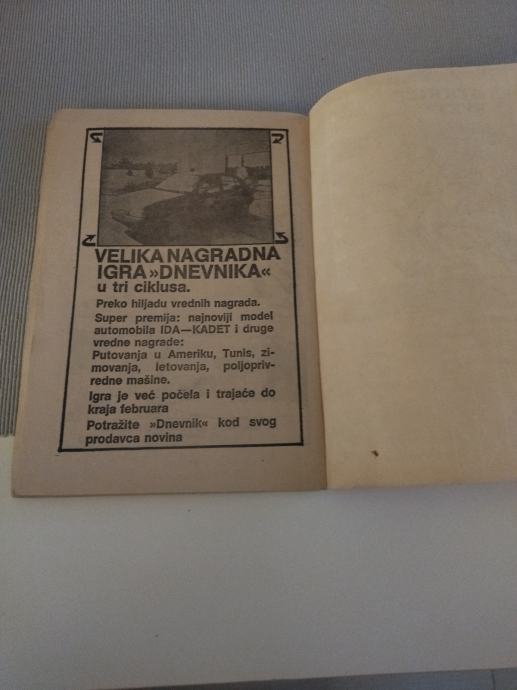 VELIKA NAGRADNA
IGRA »DNEVNIKA«
u tri ciklusa.
Preko hiljadu vrednih nagrada.
Super premija: najnoviji model
automobila IDA—KADET i druge
vredne nagrade:
Putovanja u Ameriku, Tunis, zi-
movanja, letovanja, poljopriv-
redne mašine.
Igra je već počela i trajaće do
kraja februara
Potražite »Dnevnik« kod svog
prodavca novina